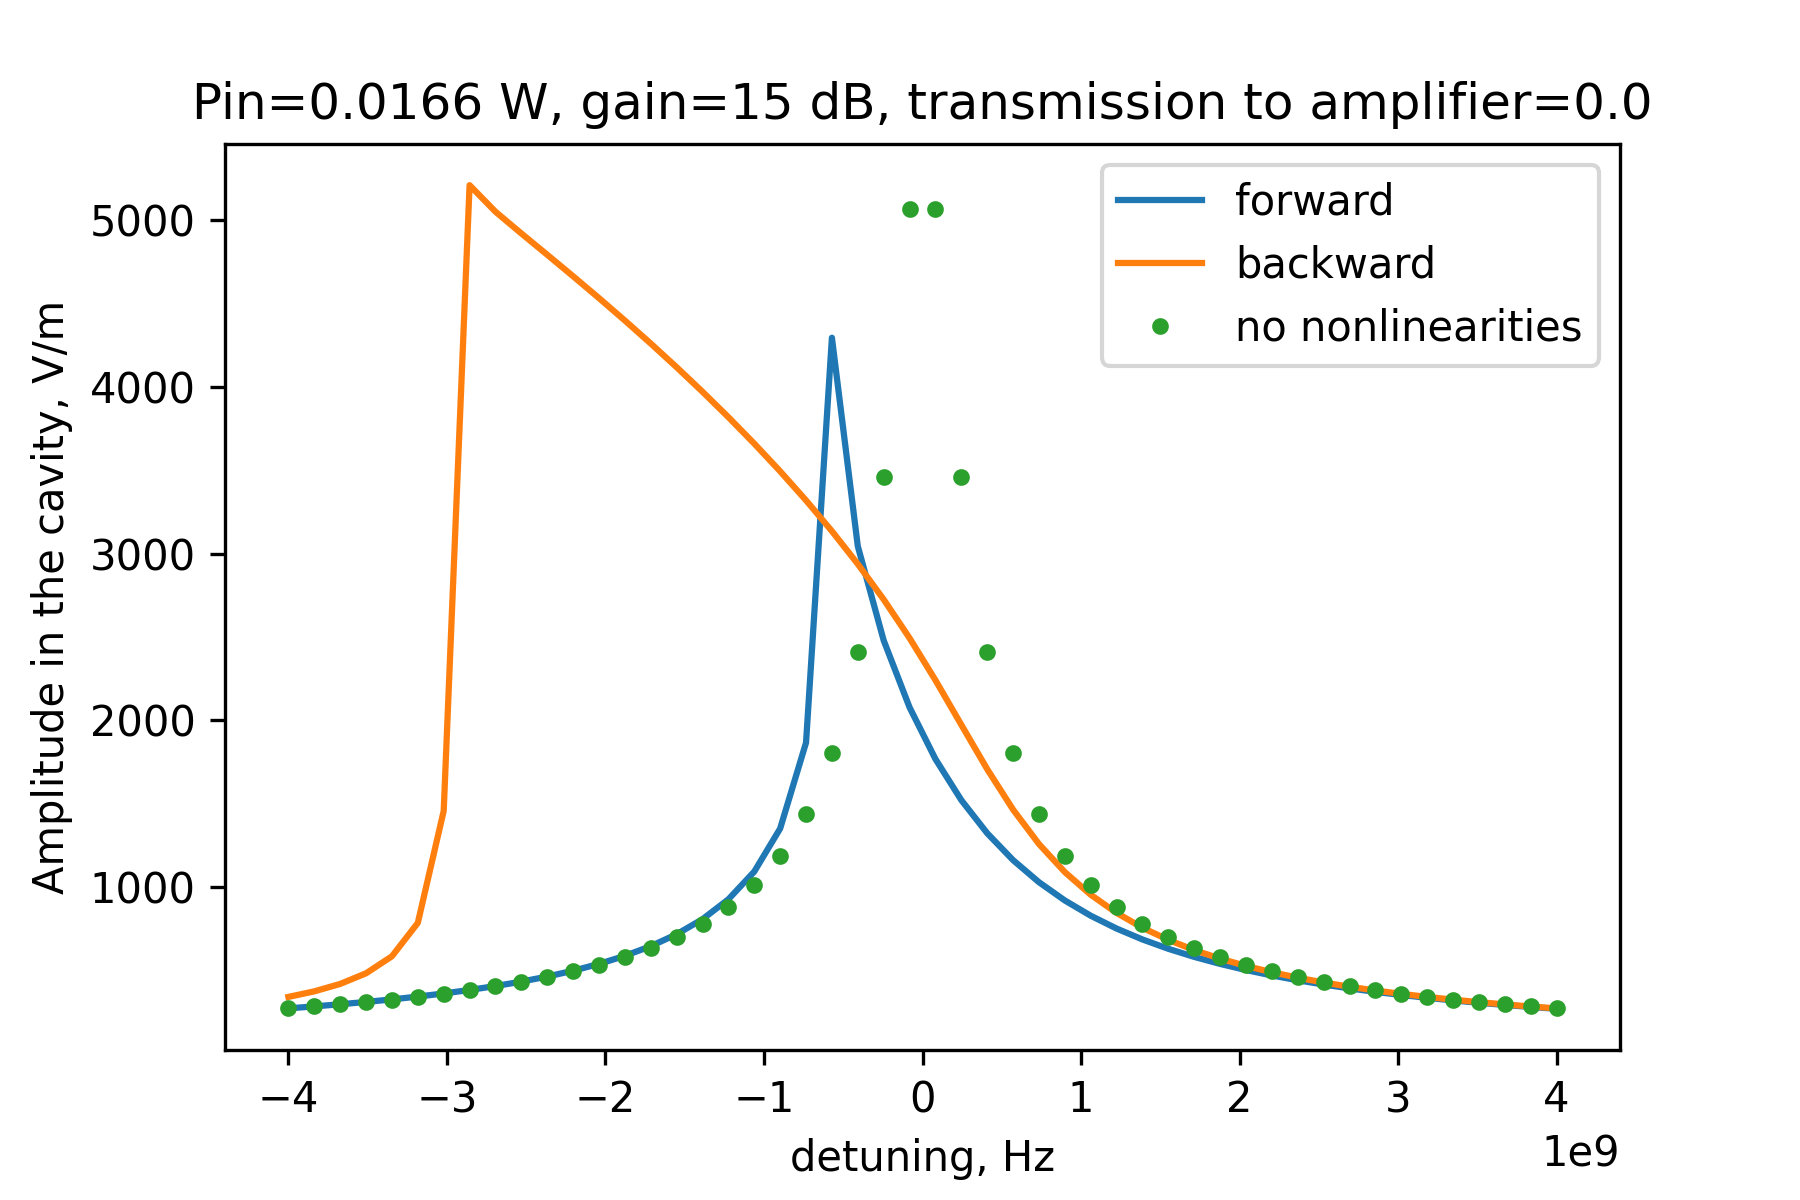 Pin=0.0166 W, gain=15 dB, transmission to amplifier=0.0
forward
backward
no nonlinearities
Amplitude in the cavity, V/m
5000
4000
3000
2000
1000
−4 −3 −2 −1 0 1 2 3 4
1e9
detuning, Hz